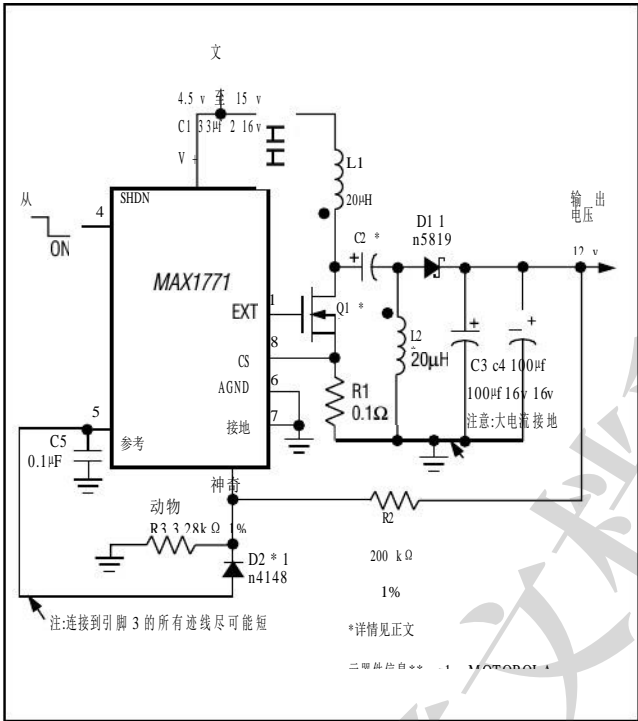 文
4.5 v 至 15 v
C1 33μf 2 16v
V +
L1
20μH
从
4
ON
SHDN
MAX1771
EXT
1
CS
8
AGND
6
接地
7
5
参考
C5
0.1μF
C2 *
D1 1
n5819
输出
电压
12 v
Q1 *
L2
20μH
R1
0.1Ω
C3 c4 100μf
100μf 16v 16v
注意:大电流接地
神奇
动物
R3 3.28k Ω 1%
R2
200 k Ω
1%
D2 * 1
n4148
注:连接到引脚 3 的所有迹线尽可能短
*详情见正文